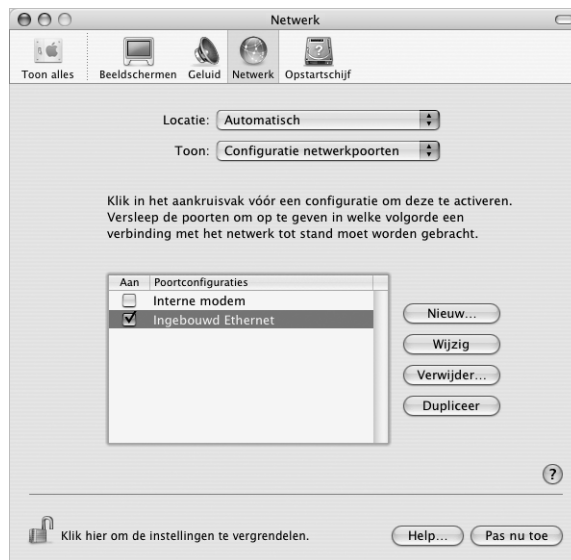 Netwerk
Toon alles Beeldschermen Geluid Netwerk Opstartschijf
Locatie: Automatisch
Toon: Configuratie netwerkpoorten
Klik in het aankruisvak vóór een configuratie om deze te activeren.
Versleep de poorten om op te geven in welke volgorde een
verbinding met het netwerk tot stand moet worden gebracht.
Aan Poortconfiguraties
Interne modem
Ingebouwd Ethernet
Nieuw...
Wijzig
Verwijder...
Dupliceer
?
Klik hier om de instellingen te vergrendelen.
Help... Pas nu toe